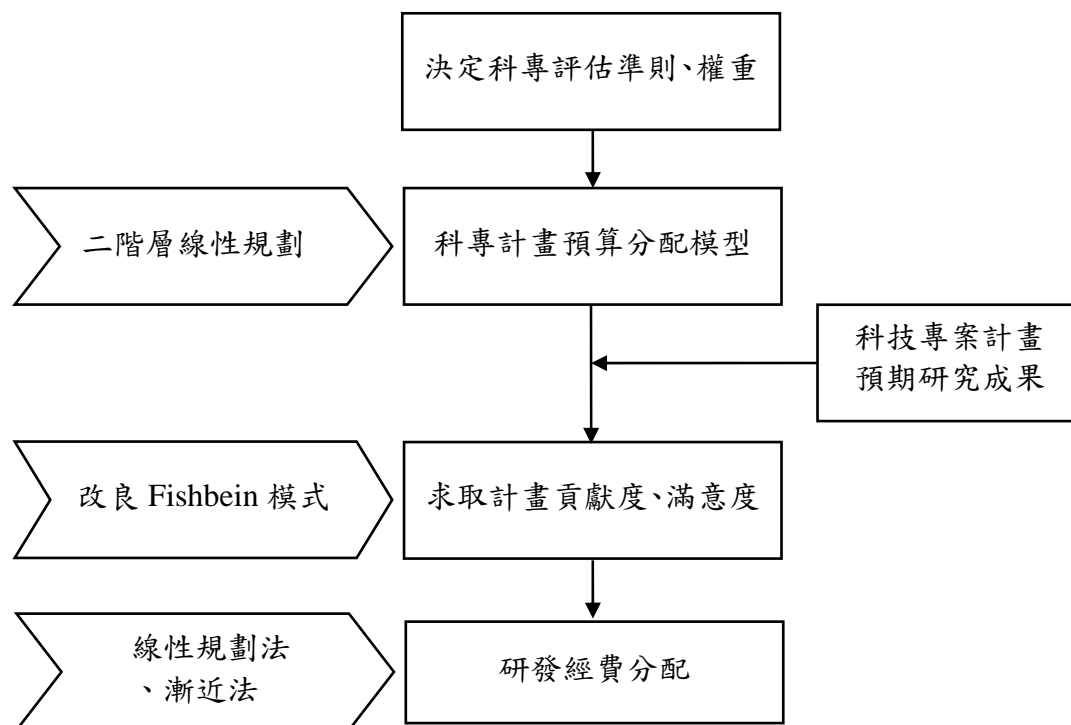 決定科專評估準則、權重
二階層線性規劃
科專計畫預算分配模型
科技專案計畫
預期研究成果
改良 Fishbein 模式
求取計畫貢獻度、滿意度
線性規劃法
、漸近法
研發經費分配